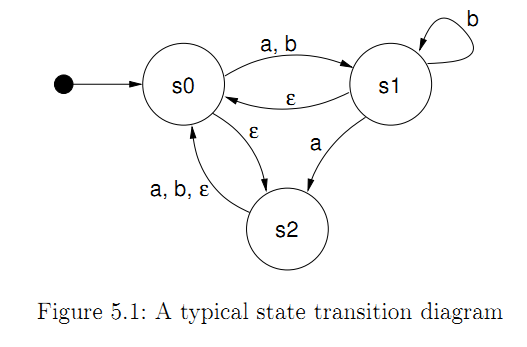 a, b
b
s0
s1
ε
ε
a
a, b, ε
s2
Figure 5.1: A typical state transition diagram